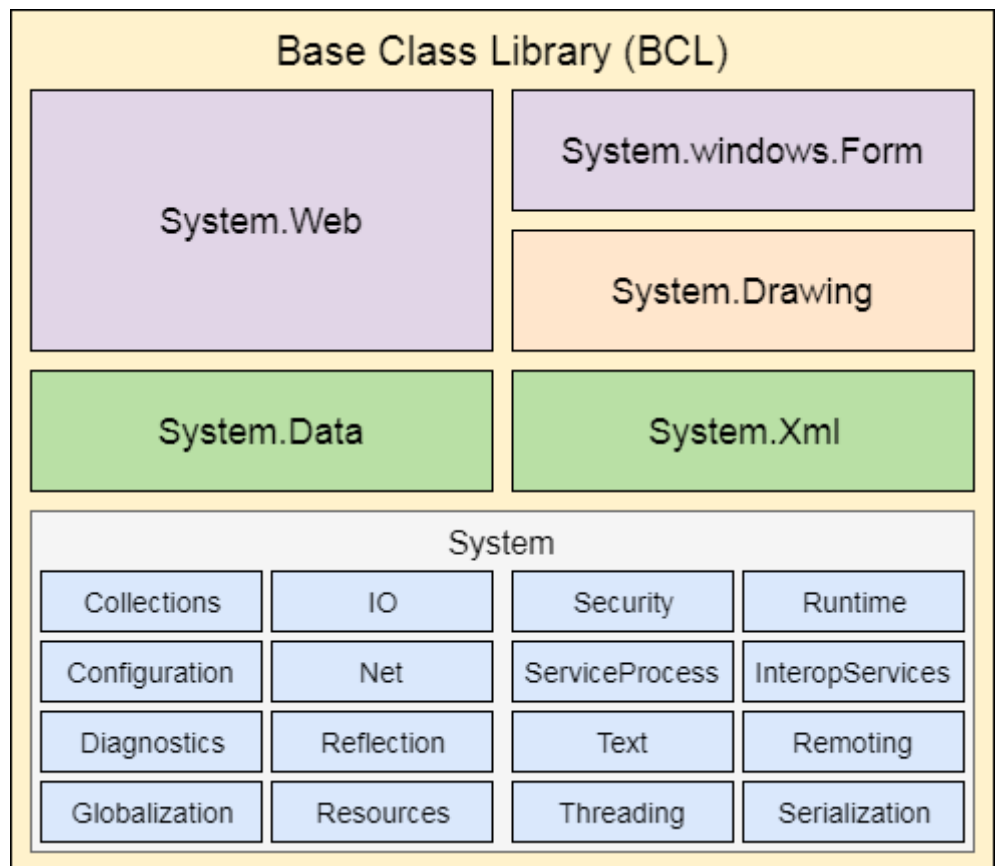 Base Class Library (BCL)
System.Web
System.windows.Form
System.Drawing
System.Data
System.Xml
System
Collections
IO
Security
Runtime
Configuration
Net
ServiceProcess
InteropServices
Diagnostics
Reflection
Text
Remoting
Globalization
Resources
Threading
Serialization